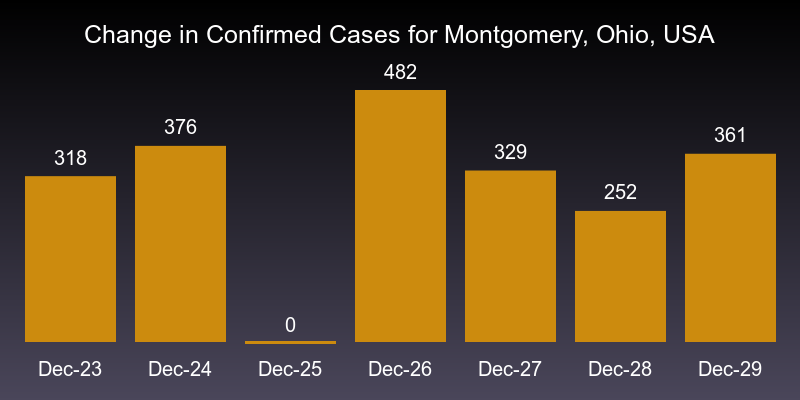 Change in Confirmed Cases for Montgomery, Ohio, USA
318
376
0
482
329
252
361
Dec-23
Dec-24
Dec-25
Dec-26
Dec-27
Dec-28
Dec-29